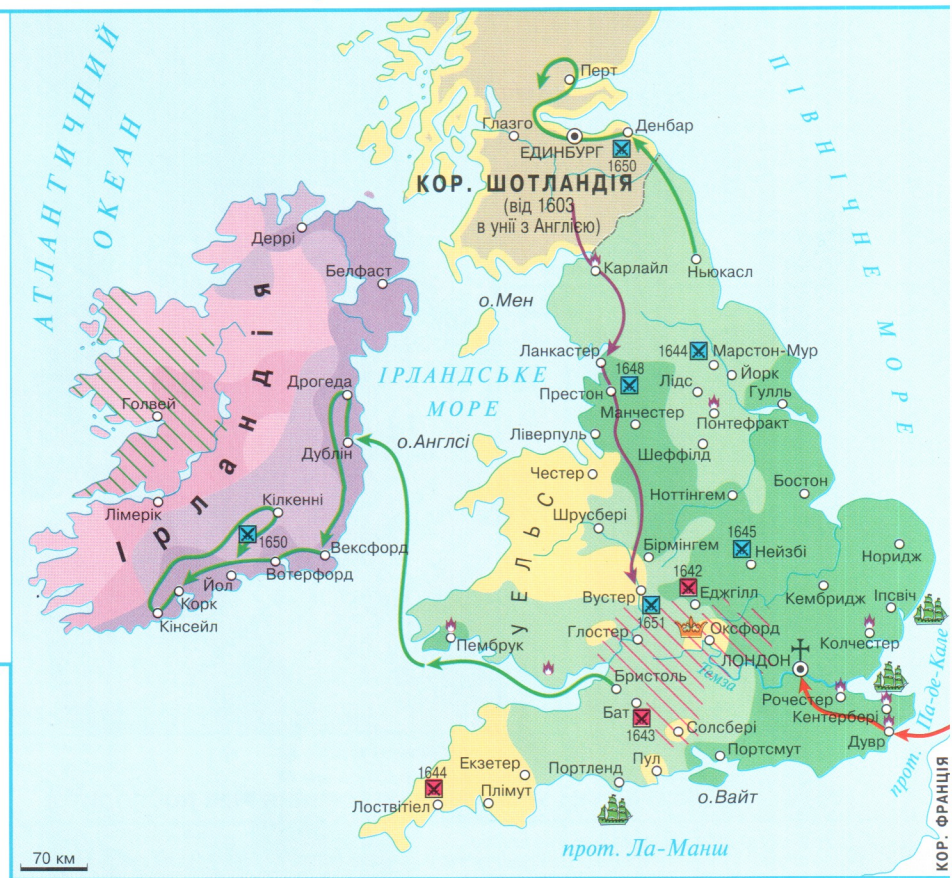 АТЛАНТИЧНИЙ
ОКЕАН
ПІВНІЧНЕ МОРЕ
Перт
Глазго
Денбар
ЕДИНБУРГ
1650
КОР. ШОТЛАНДІЯ
(від 1603
в унії з Англією)
Деррі
Белфаст
Карлайл
Ньюкасл
о.Мен
Ірландія
Ланкастер
1644
Марстон-Мур
ІРЛАНДСЬКЕ
МОРЕ
1648
Йорк
Дрогеда
Престон
Лідс
Гулль
Голвей
Манчестер
Понтефракт
о.Англсі
Ліверпуль
Дублін
Шеффілд
Честер
Лімерік
Кілкенні
Ноттінгем
Бостон
УЕЛЬС
Шрусбері
1650
1645
Вексфорд
Бірмінгем
Нейзбі
Норидж
Вотерфорд
1642
Йол
Вустер
Еджгілл
Кембридж
Іпсвіч
Корк
1651
Кінсейл
Глостер
Оксфорд
Пембрук
Колчестер
ЛОНДОН
Бристоль
Темза
Рочестер
Бат
Кентербері
1643
Солсбері
Дувр
прот. Па-де-Кале
Портсмут
1644
Екзетер
Портленд
Пул
о.Вайт
Лоствітіел
Плімут
КОР. ФРАНЦІЯ
прот. Ла-Манш
70 км